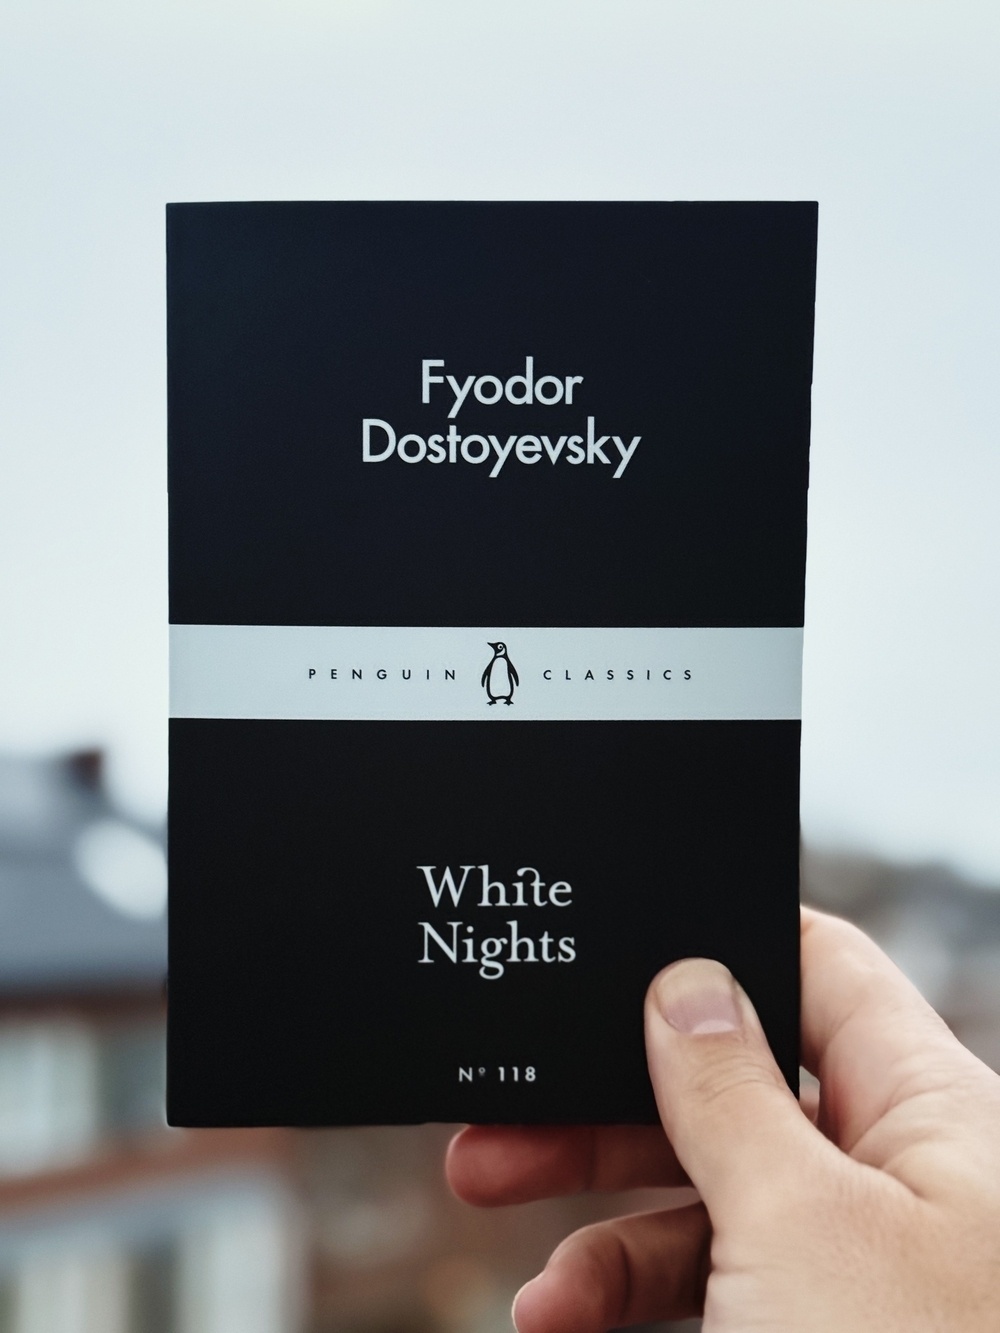 Fyodor
Dostoyevsky
PENGUIN CLASSICS
White
Nights
Nº 118